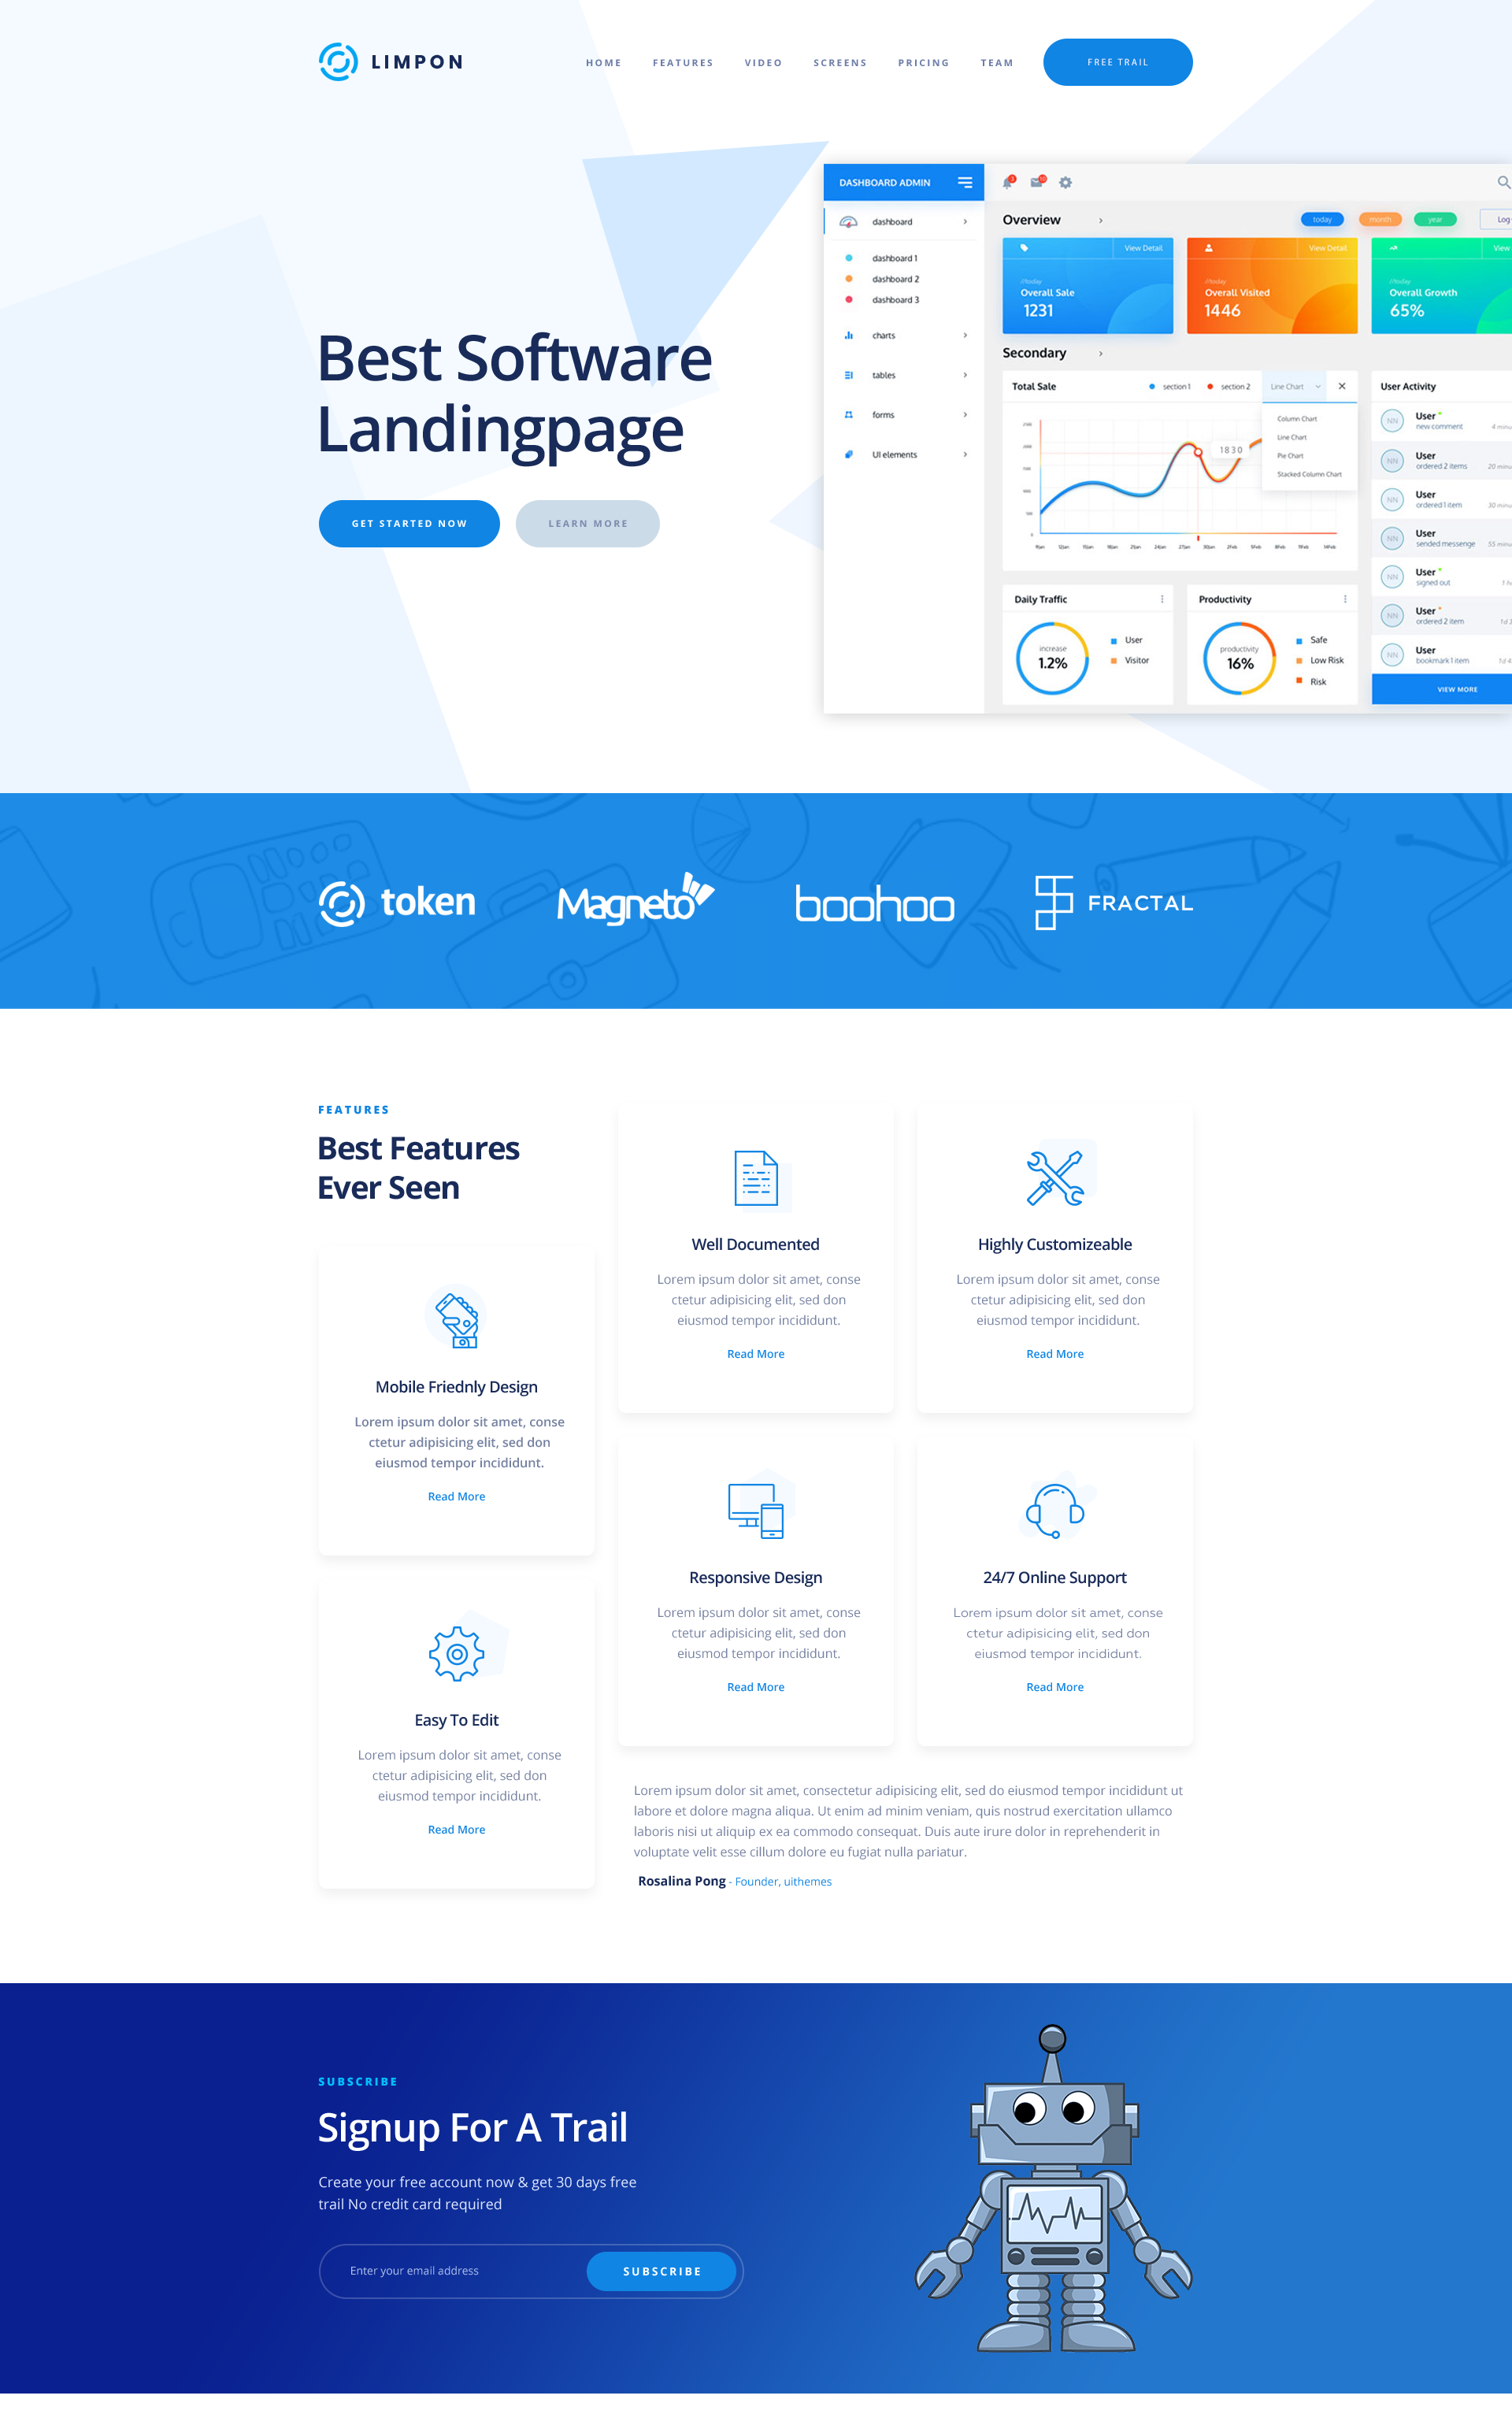 LIMPON
HOME FEATURES VIDEO SCREENS PRICING TEAM FREE TRAIL
Best Software
Landingpage
GET STARTED NOW LEARN MORE
DASHBOARD ADMIN
dashboard
dashboard 1
dashboard 2
dashboard 3
charts
tables
forms
UI elements
Overview
today month year Log
View Detail
//today
Overall Sale
1231
View Detail
//today
Overall Visited
1446
View
//today
Overall Growth
65%
Secondary
Total Sale section 1 section 2 Line Chart
Column Chart
Line Chart
Pie Chart
Stacked Column Chart
1830
User Activity
NN User
new comment
NN User
ordered 2 items
NN User
ordered 1 item
NN User
sended messenge
NN User
signed out
NN User
ordered 2 item
NN User
bookmark 1 item
VIEW MORE
Daily Traffic
increase
1.2%
User
Visitor
Productivity
productivity
16%
Safe
Low Risk
Risk
token Magneto boohoo FRACTAL
FEATURES
Best Features
Ever Seen
Mobile Friednly Design
Lorem ipsum dolor sit amet, conse
ctetur adipisicing elit, sed don
eiusmod tempor incididunt.
Read More
Easy To Edit
Lorem ipsum dolor sit amet, conse
ctetur adipisicing elit, sed don
eiusmod tempor incididunt.
Read More
Well Documented
Lorem ipsum dolor sit amet, conse
ctetur adipisicing elit, sed don
eiusmod tempor incididunt.
Read More
Highly Customizeable
Lorem ipsum dolor sit amet, conse
ctetur adipisicing elit, sed don
eiusmod tempor incididunt.
Read More
Responsive Design
Lorem ipsum dolor sit amet, conse
ctetur adipisicing elit, sed don
eiusmod tempor incididunt.
Read More
24/7 Online Support
Lorem ipsum dolor sit amet, conse
ctetur adipisicing elit, sed don
eiusmod tempor incididunt.
Read More
Lorem ipsum dolor sit amet, consectetur adipisicing elit, sed do eiusmod tempor incididunt ut
labore et dolore magna aliqua. Ut enim ad minim veniam, quis nostrud exercitation ullamco
laboris nisi ut aliquip ex ea commodo consequat. Duis aute irure dolor in reprehenderit in
voluptate velit esse cillum dolore eu fugiat nulla pariatur.
Rosalina Pong - Founder, uithemes
SUBSCRIBE
Signup For A Trail
Create your free account now & get 30 days free
trail No credit card required
Enter your email address SUBSCRIBE